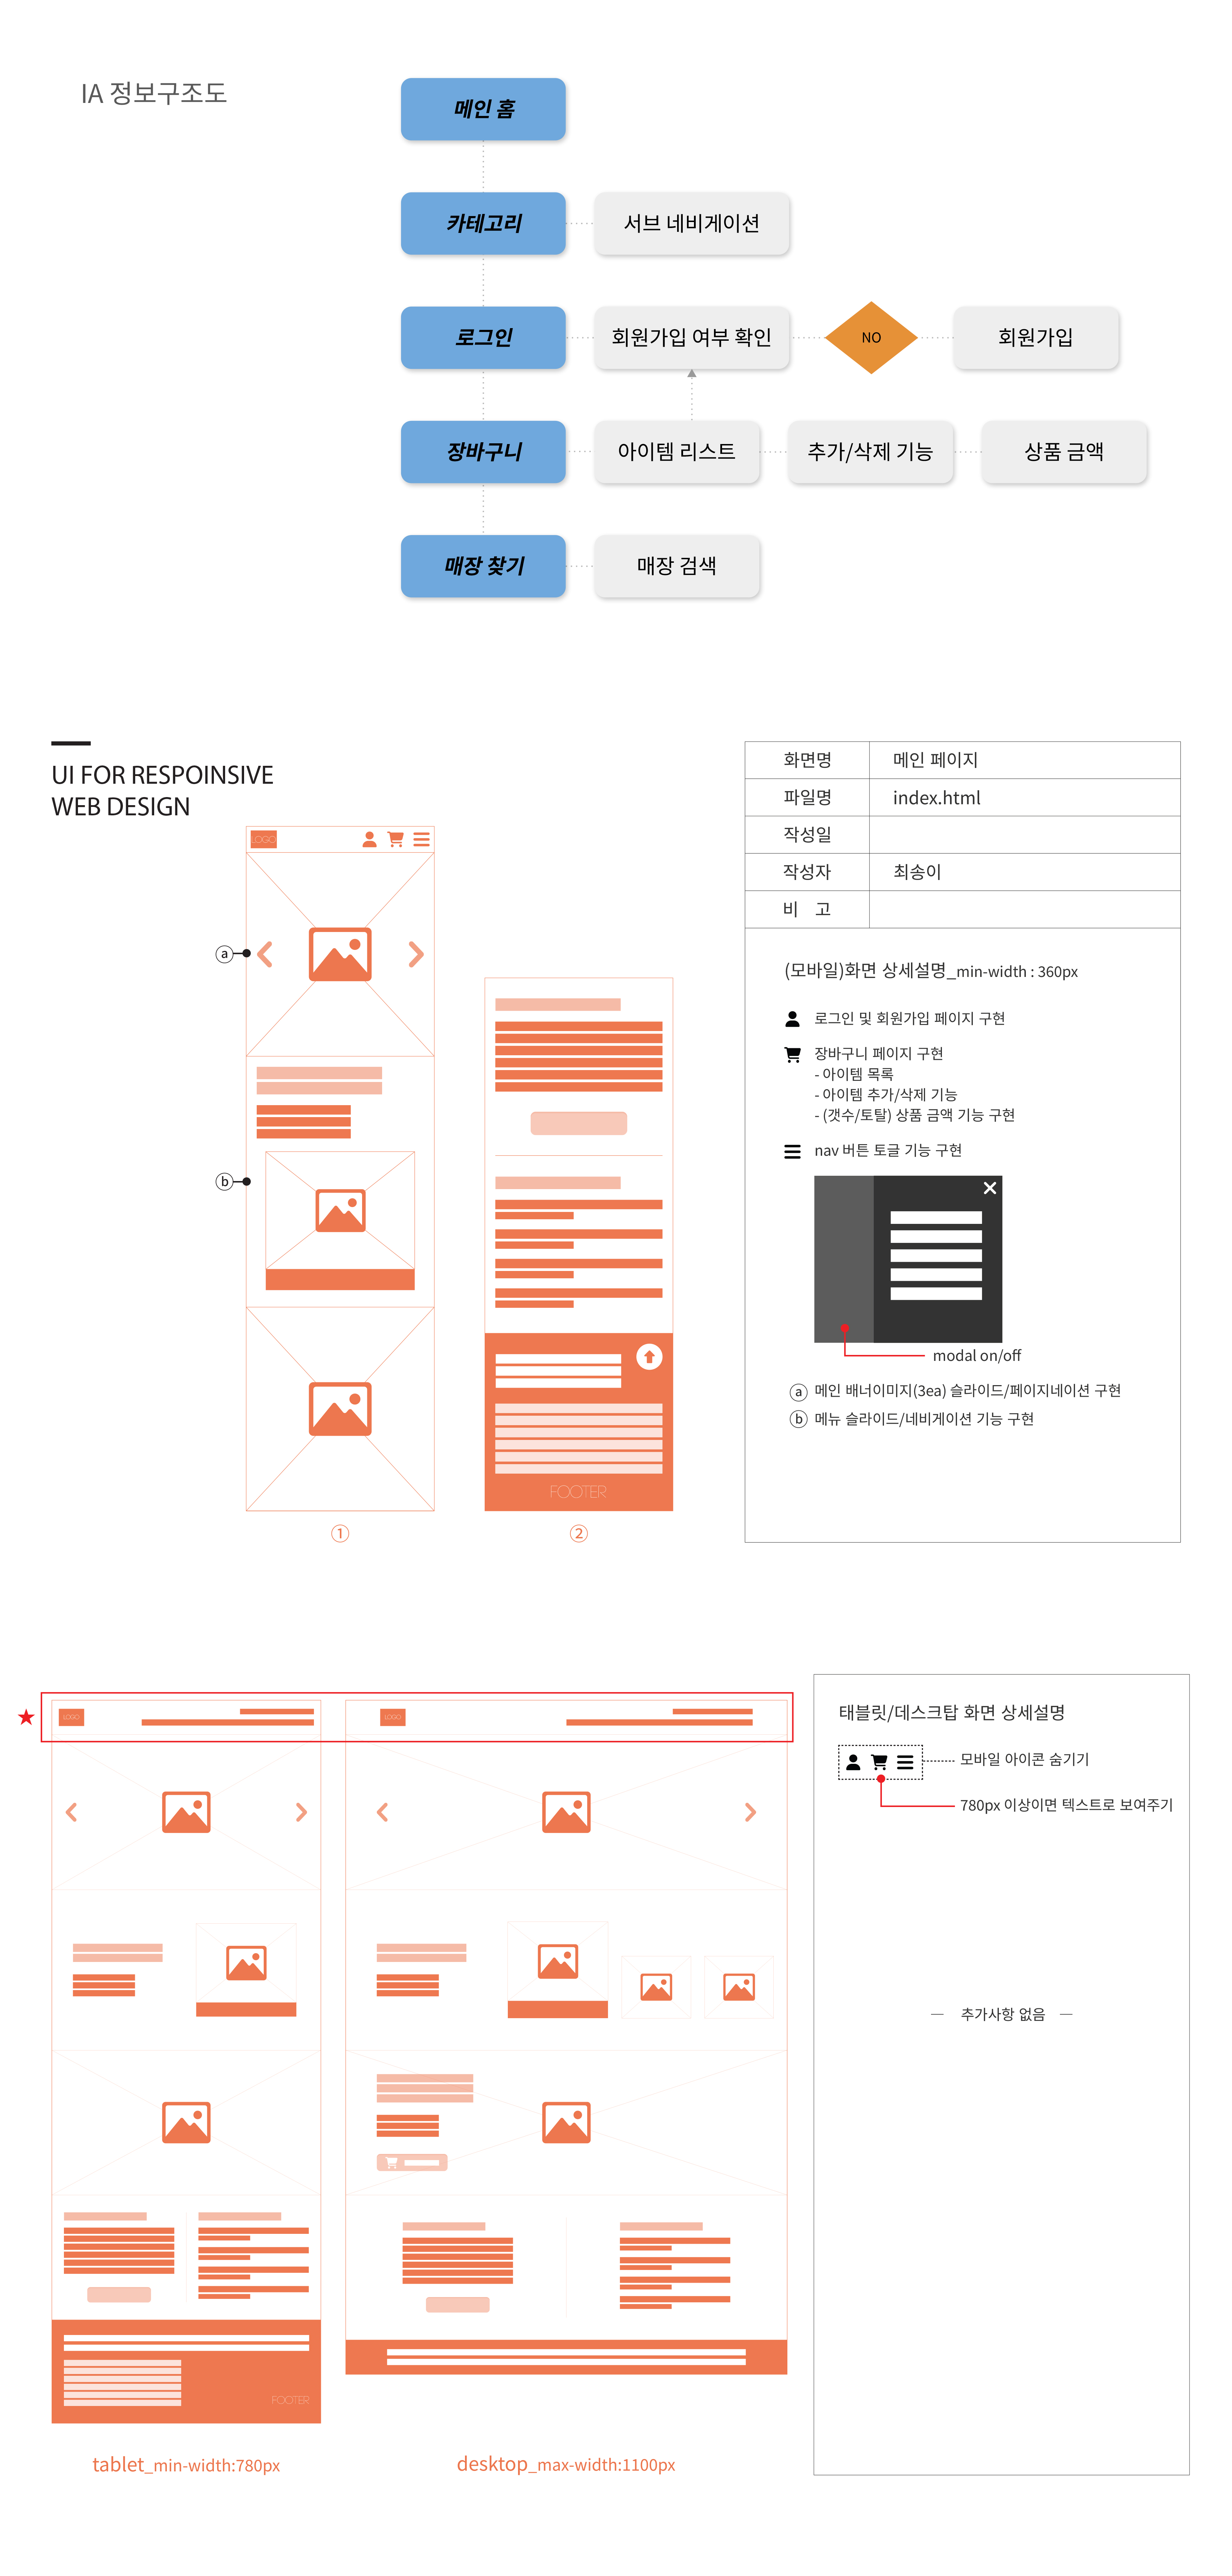 IA 정보구조도
메인 홈
카테고리
서브 네비게이션
로그인
회원가입 여부 확인
NO
회원가입
장바구니
아이템 리스트
추가/삭제 기능
상품 금액
매장 찾기
매장 검색
UI FOR RESPOINSIVE
WEB DESIGN
LOGO
ⓐ
ⓑ
①
FOOTER
②
화면명 메인 페이지
파일명 index.html
작성일
작성자 최송이
비 고
(모바일)화면 상세설명_min-width : 360px
로그인 및 회원가입 페이지 구현
장바구니 페이지 구현
- 아이템 목록
- 아이템 추가/삭제 기능
- (갯수/토탈) 상품 금액 기능 구현
nav 버튼 토글 기능 구현
modal on/off
ⓐ 메인 배너이미지(3ea) 슬라이드/페이지네이션 구현
ⓑ 메뉴 슬라이드/네비게이션 기능 구현
★
LOGO
FOOTER
tablet_min-width:780px
LOGO
desktop_max-width:1100px
태블릿/데스크탑 화면 상세설명
모바일 아이콘 숨기기
780px 이상이면 텍스트로 보여주기
— 추가사항 없음 —